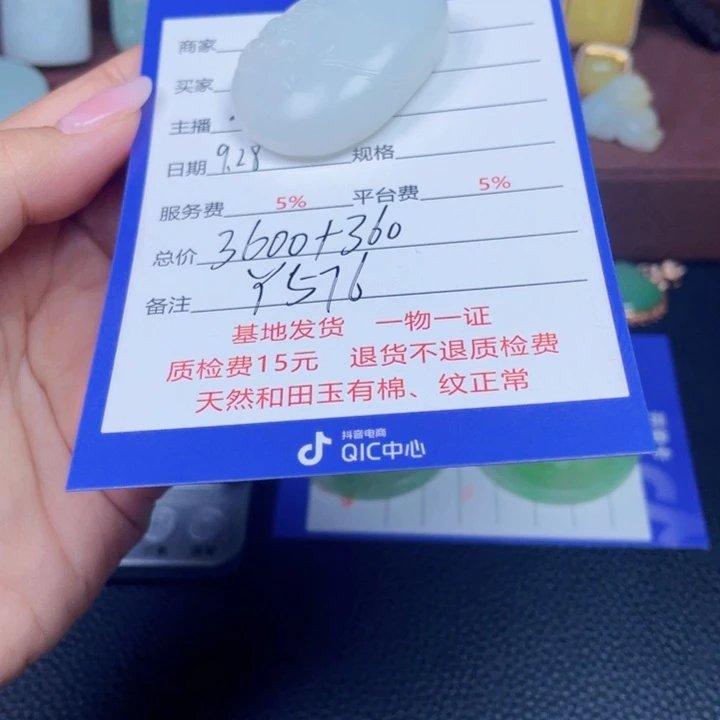 商家
买家
主播
日期 9.28 规格
服务费 5% 平台费 5%
总价 3600+360
备注 ¥576
基地发货 一物一证
质检费15元 退货不退质检费
天然和田玉有棉、纹正常
抖音电商
QIC中心